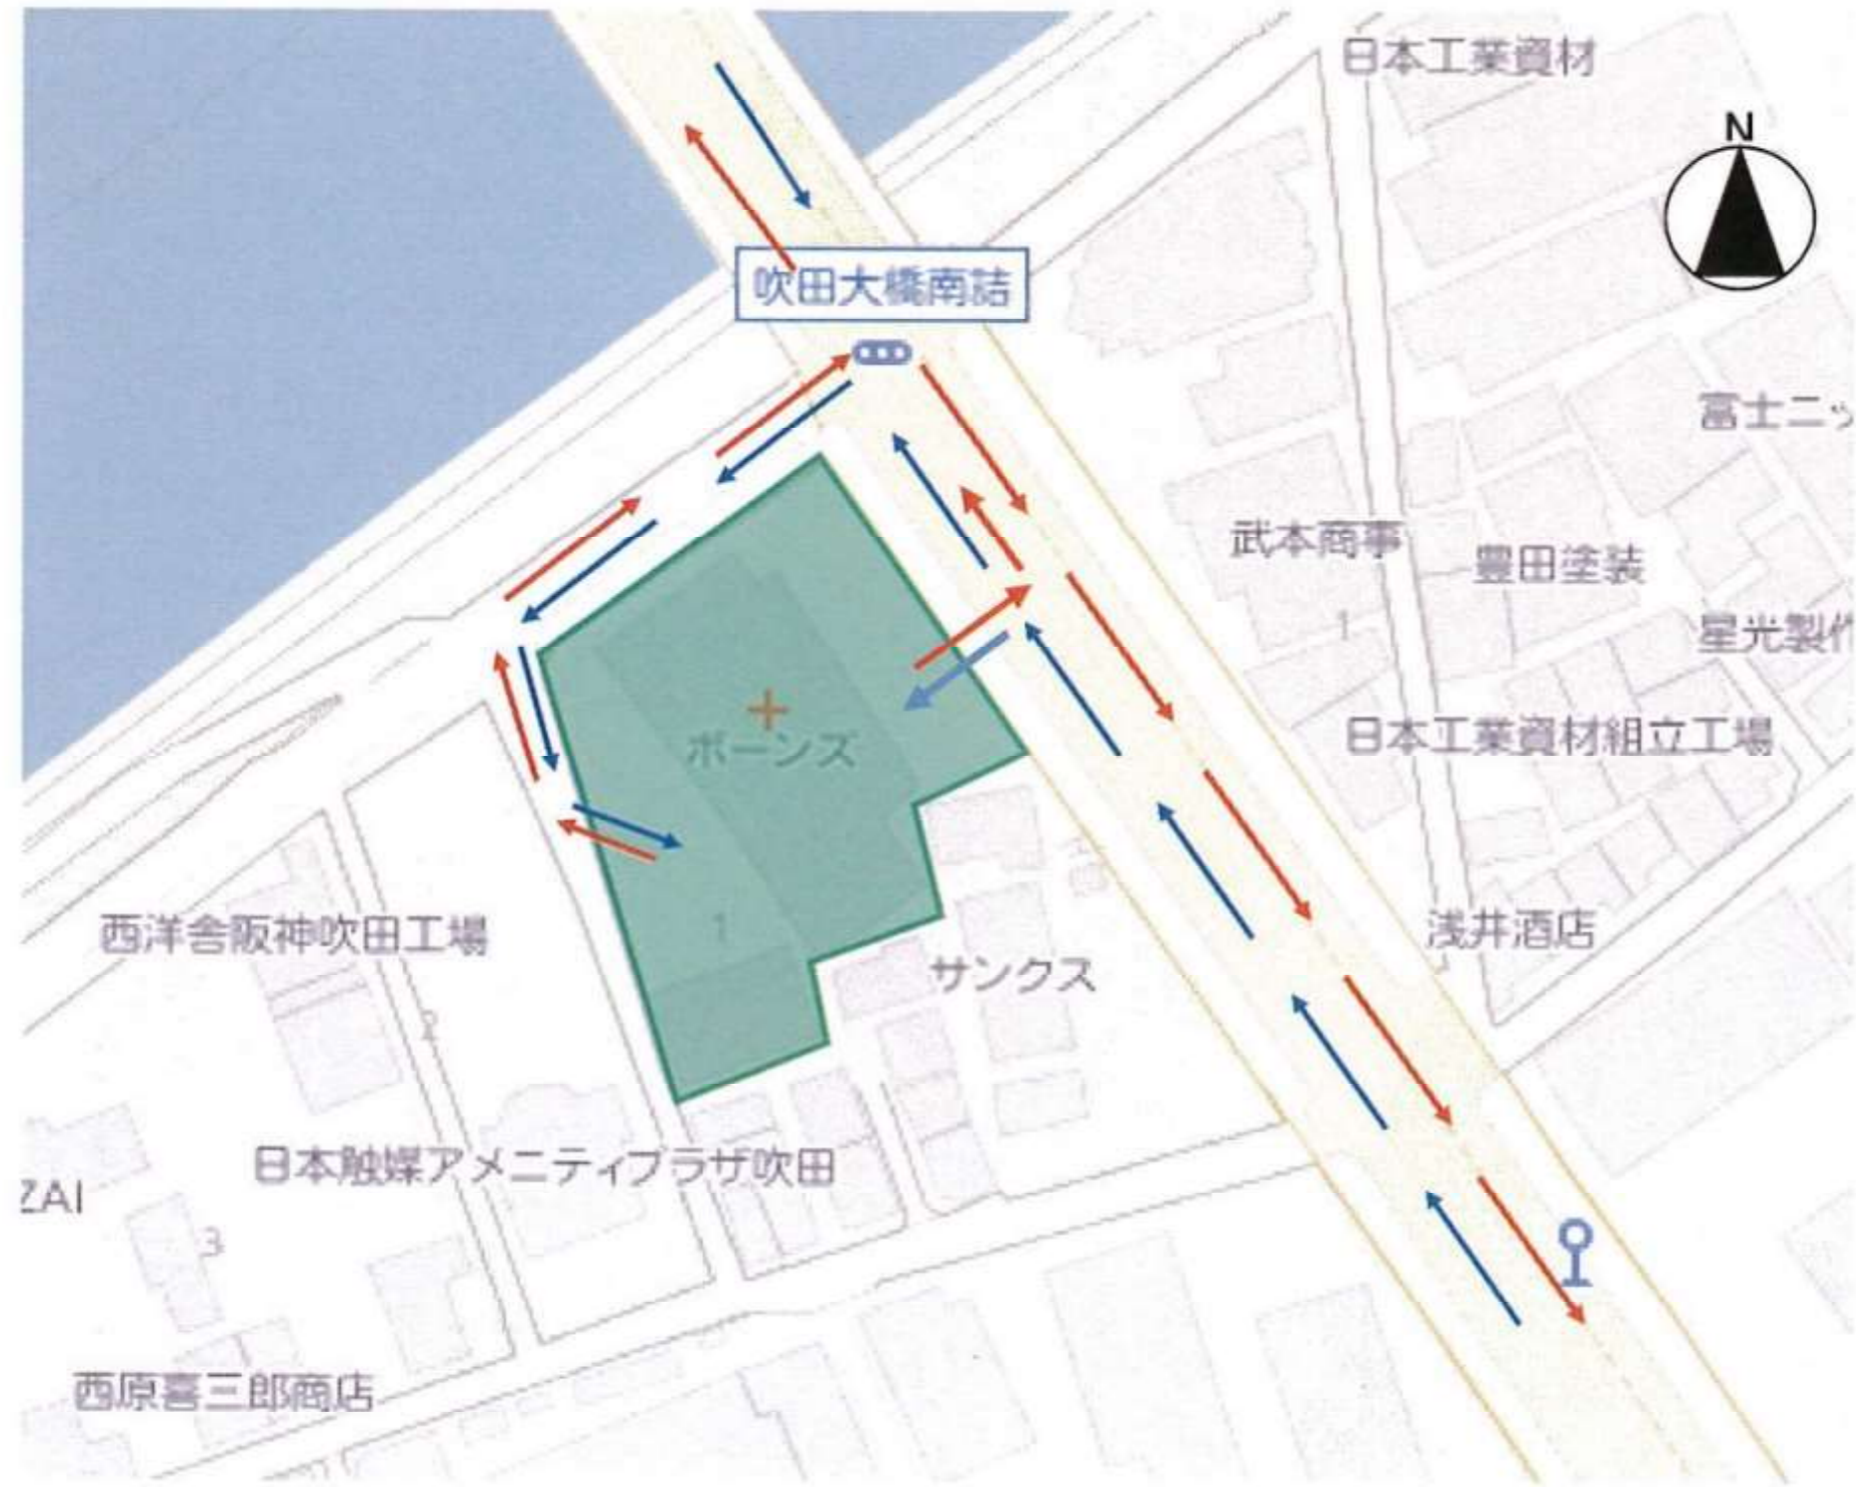 日本工業資材
N
吹田大橋南詰
富士ニッ
武本商事
豊田塗装
1
星光製作
ボーンズ
日本工業資材組立工場
1
西洋舎阪神吹田工場
浅井酒店
サンクス
2
日本触媒アメニティプラザ吹田
ZAI
3
西原喜三郎商店